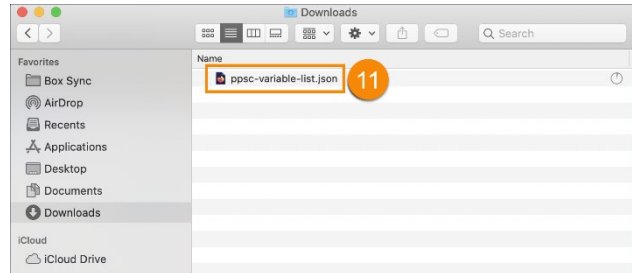 Downloads
Search
Favorites
Name
Box Sync
ppsc-variable-list.json
11
AirDrop
Recents
Applications
Desktop
Documents
Downloads
iCloud
iCloud Drive